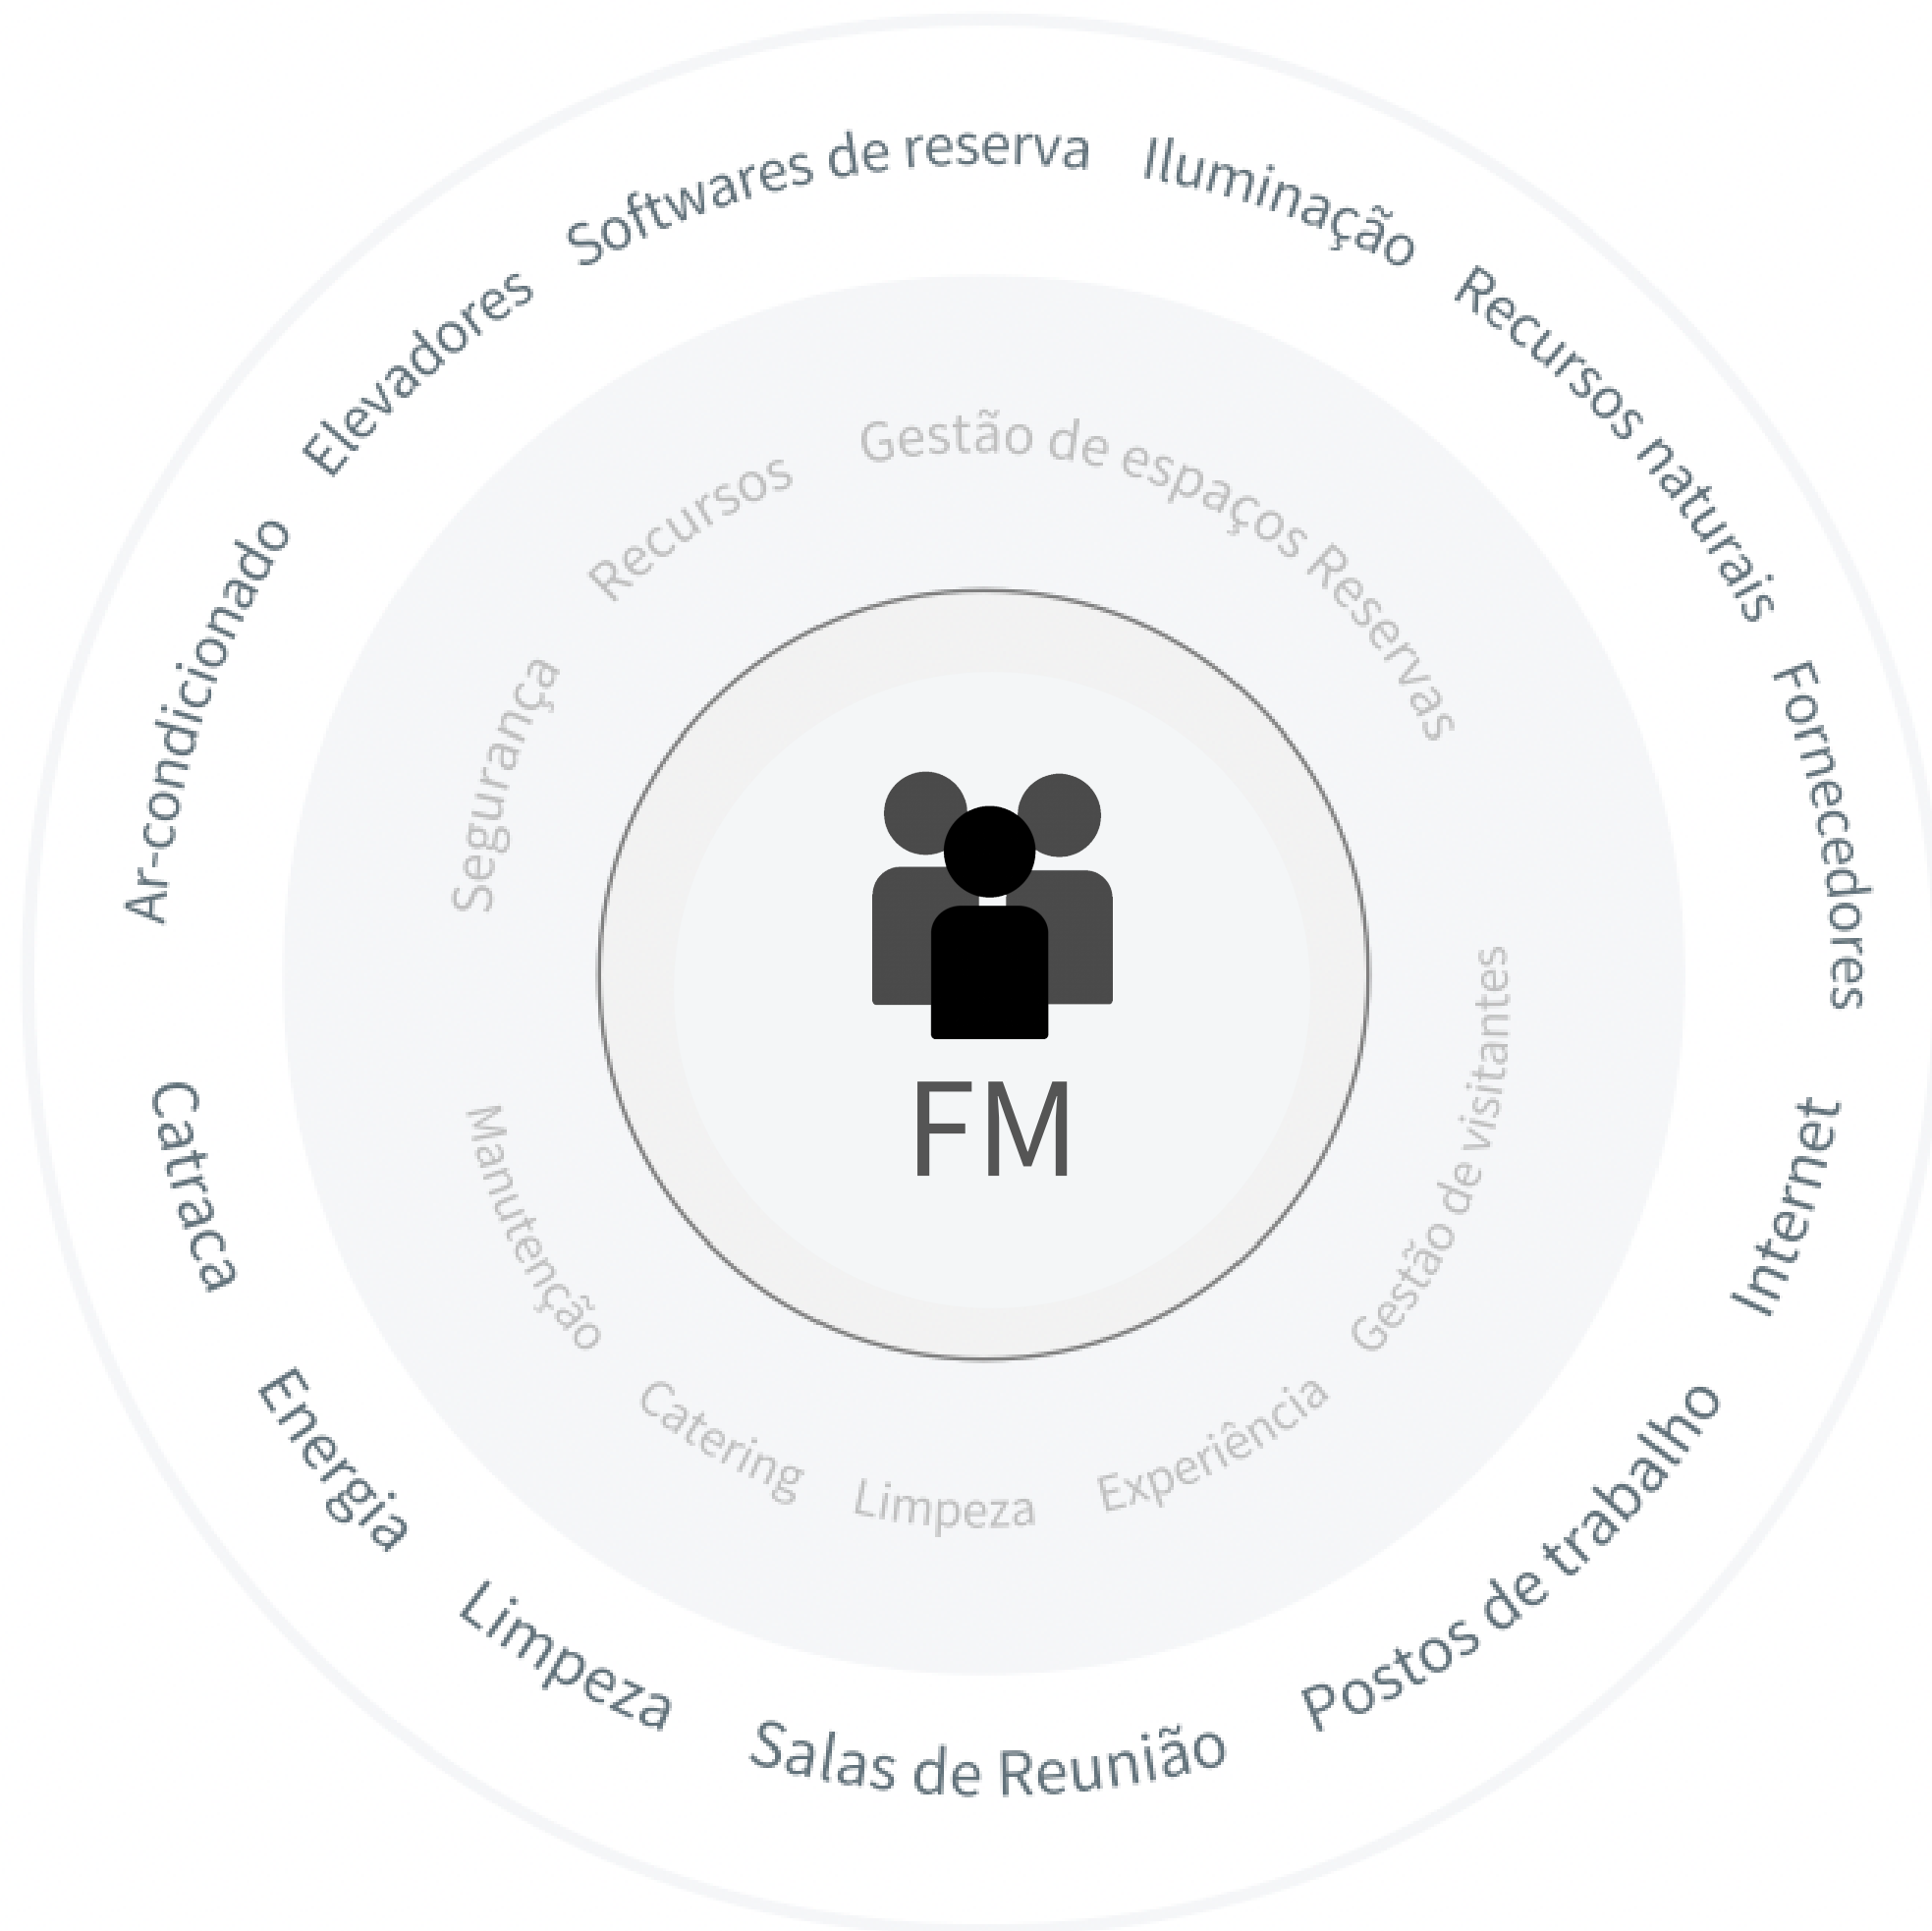 Softwares de reserva
Iluminação
Recursos naturais
Fornecedores
Internet
Postos de trabalho
Salas de Reunião
Limpeza
Energia
Catraca
Ar-condicionado
Elevadores
Gestão de espaços
Reservas
Gestão de visitantes
Experiência
Limpeza
Catering
Manutenção
Segurança
Recursos
FM